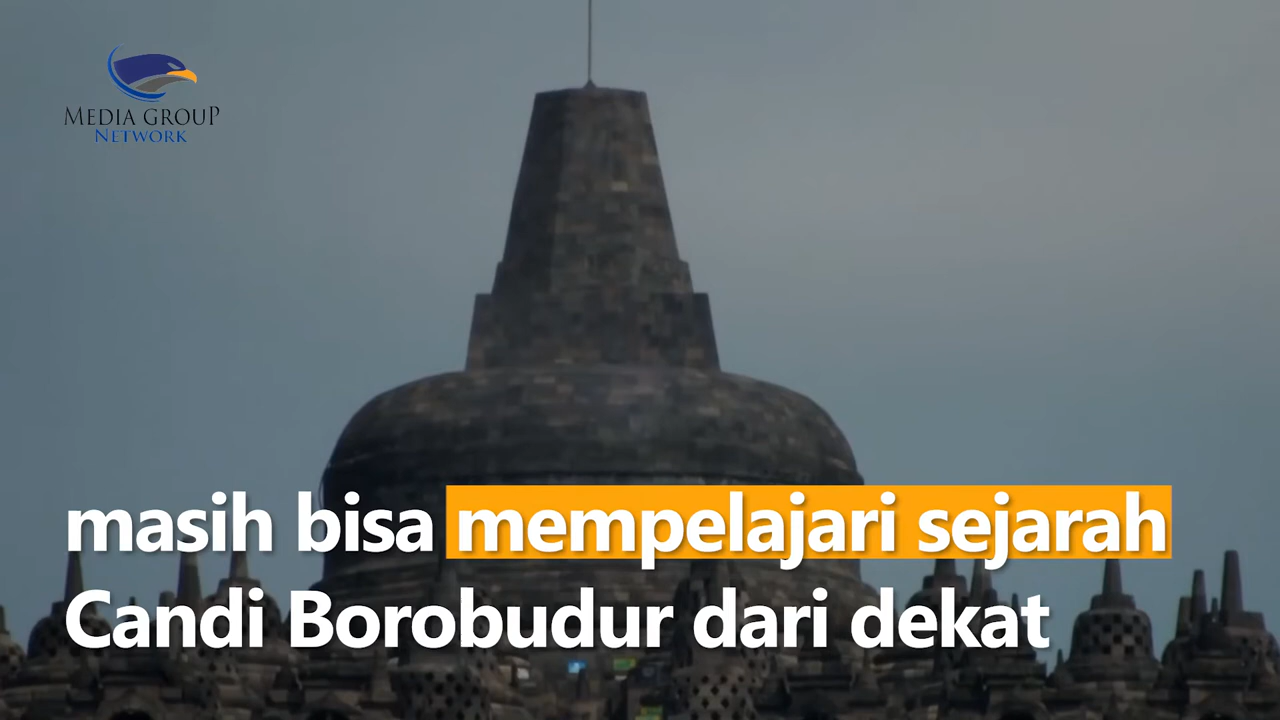 MEDIA GROUP
NETWORK
masih bisa mempelajari sejarah
Candi Borobudur dari dekat